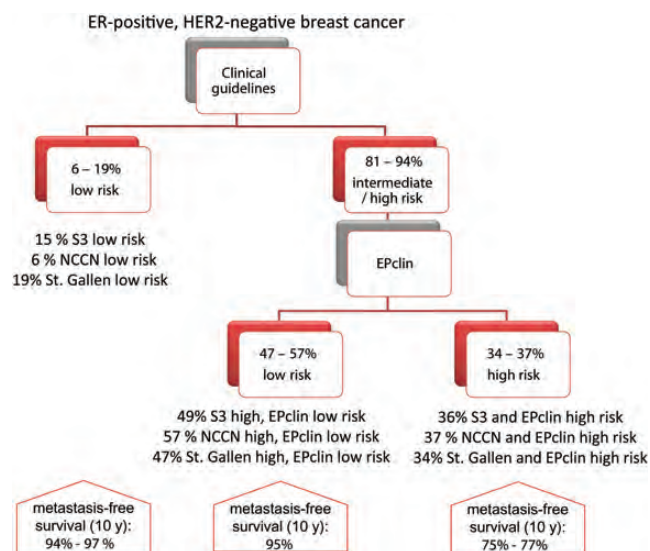 ER-positive, HER2-negative breast cancer
Clinical
guidelines
6 – 19%
low risk
81 – 94%
intermediate
/ high risk
15 % S3 low risk
6 % NCCN low risk
19% St. Gallen low risk
EPclin
47 – 57%
low risk
34 – 37%
high risk
49% S3 high, EPclin low risk
57 % NCCN high, EPclin low risk
47% St. Gallen high, EPclin low risk
36% S3 and EPclin high risk
37 % NCCN and EPclin high risk
34% St. Gallen and EPclin high risk
metastasis-free
survival (10 y):
94% - 97 %
metastasis-free
survival (10 y):
95%
metastasis-free
survival (10 y):
75% - 77%